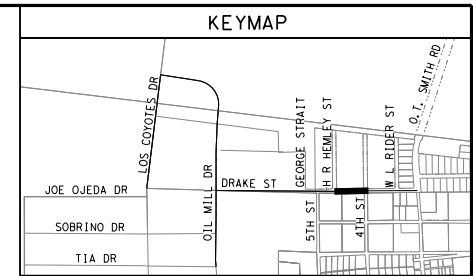 KEYMAP
O. T. SMITH RD
LOS COYOTES DR
GEORGE STRAIT
H R HEMLEY ST
W L RIDER ST
JOE OJEDA DR
DRAKE ST
OIL MILL DR
5TH ST
4TH ST
SOBRINO DR
TIA DR